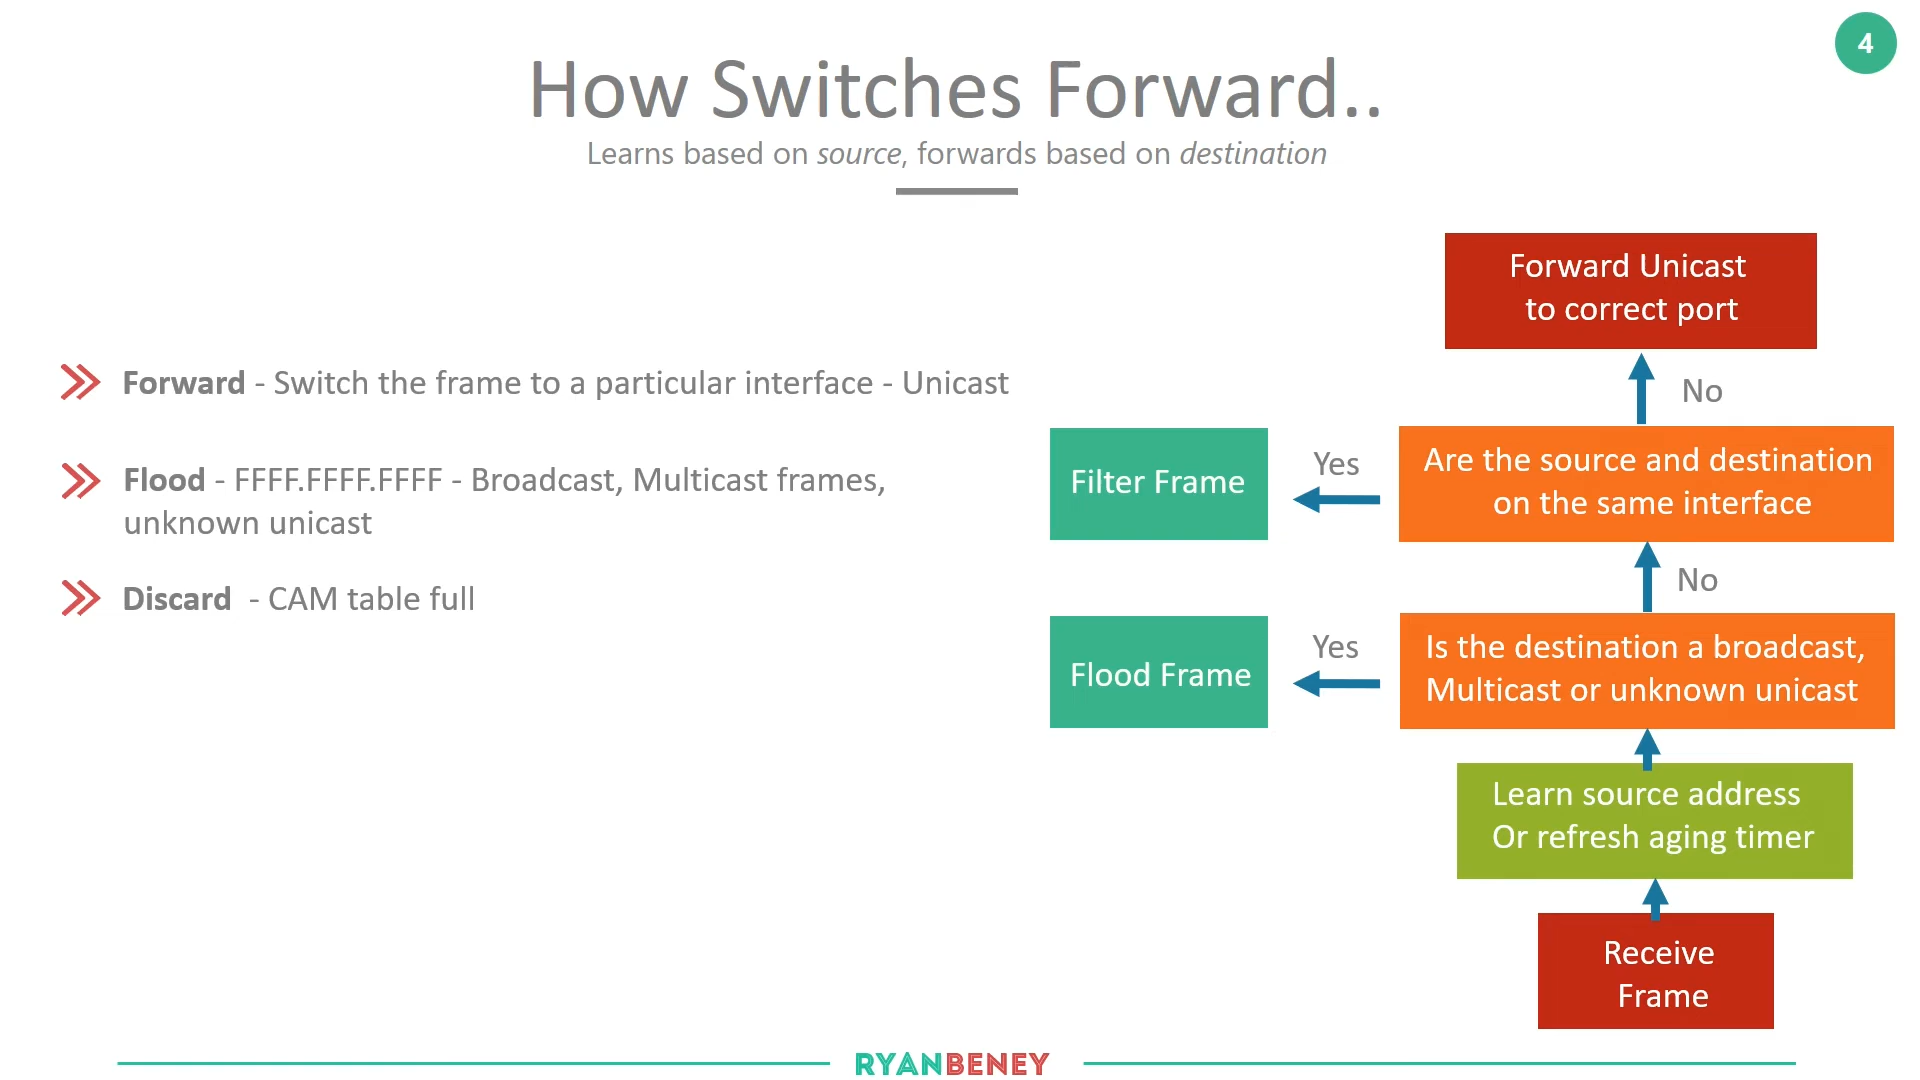 4
How Switches Forward..
Learns based on source, forwards based on destination
Forward - Switch the frame to a particular interface - Unicast
Flood - FFFF.FFFF.FFFF - Broadcast, Multicast frames,
unknown unicast
Discard - CAM table full
Forward Unicast
to correct port
No
Filter Frame
Yes
Are the source and destination
on the same interface
No
Flood Frame
Yes
Is the destination a broadcast,
Multicast or unknown unicast
Learn source address
Or refresh aging timer
Receive
Frame
RYANBENEY